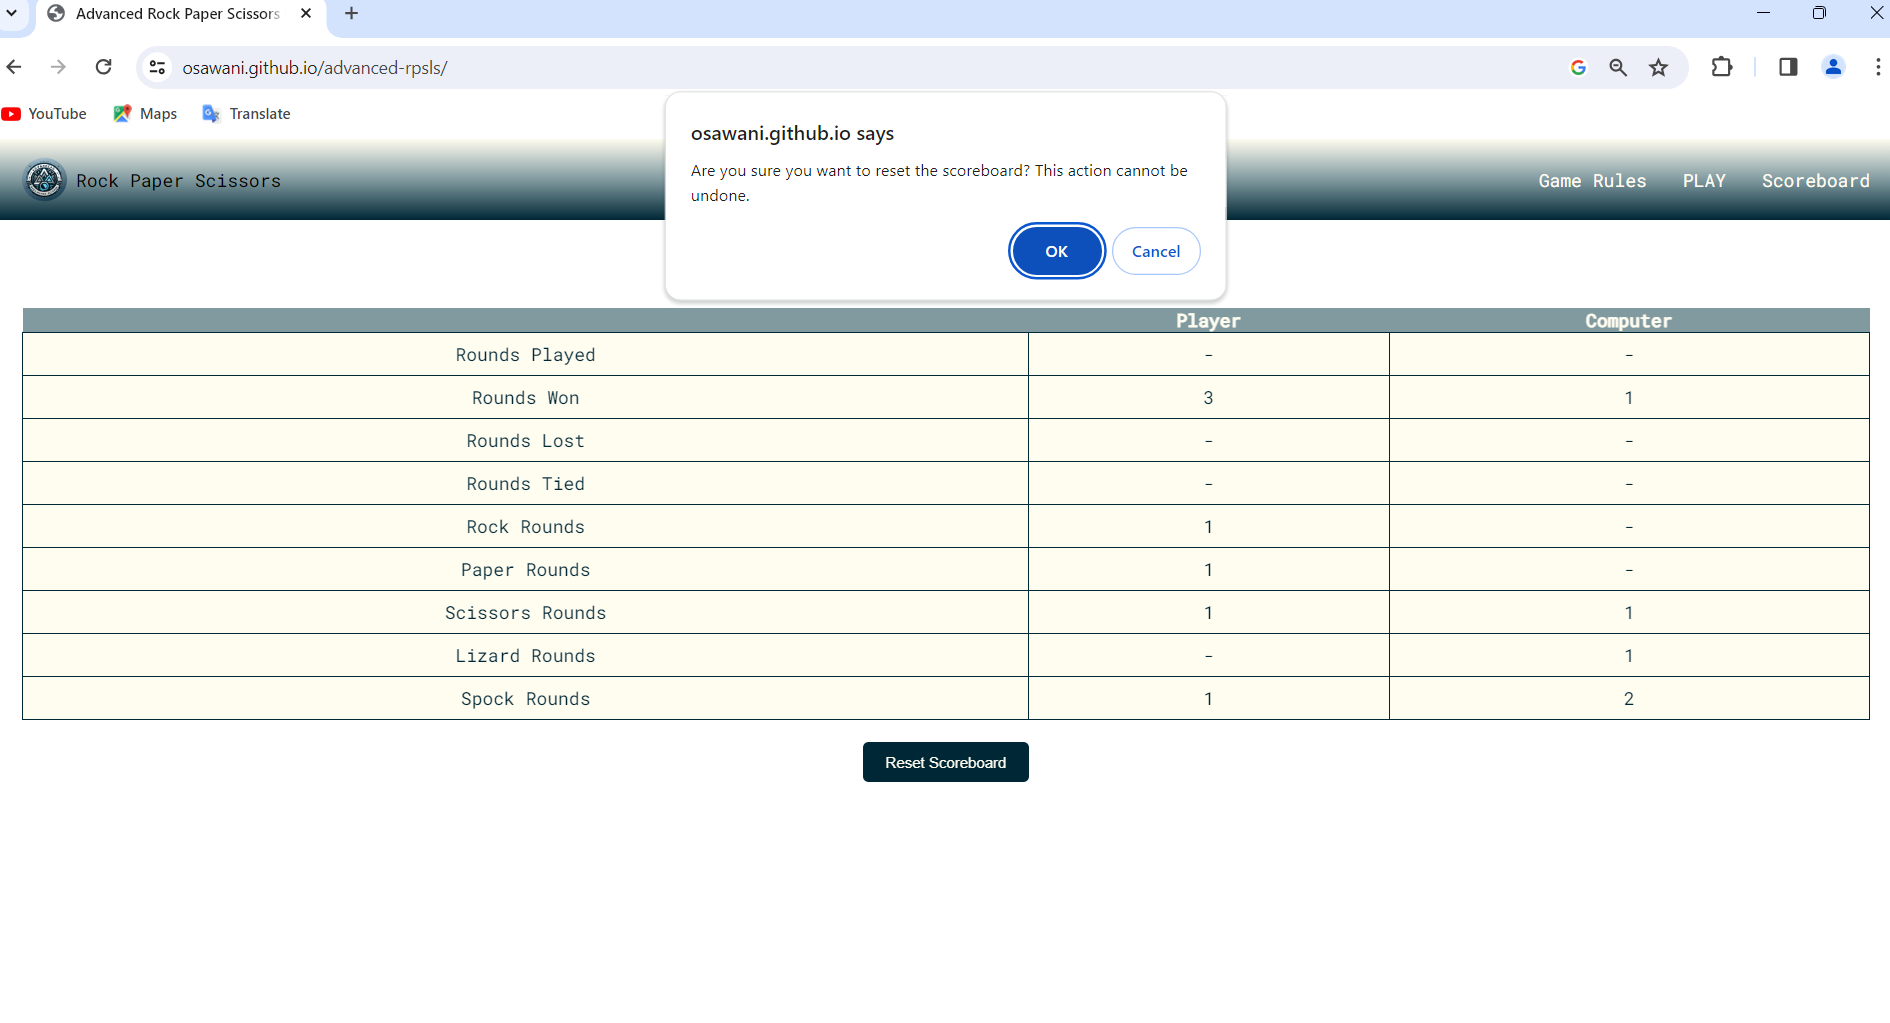 Advanced Rock Paper Scissors
osawani.github.io/advanced-rpsls/
YouTube Maps Translate
osawani.github.io says
Are you sure you want to reset the scoreboard? This action cannot be
undone.
OK Cancel
Rock Paper Scissors Game Rules PLAY Scoreboard
Player Computer
Rounds Played - -
Rounds Won 3 1
Rounds Lost - -
Rounds Tied - -
Rock Rounds 1 -
Paper Rounds 1 -
Scissors Rounds 1 1
Lizard Rounds - 1
Spock Rounds 1 2
Reset Scoreboard